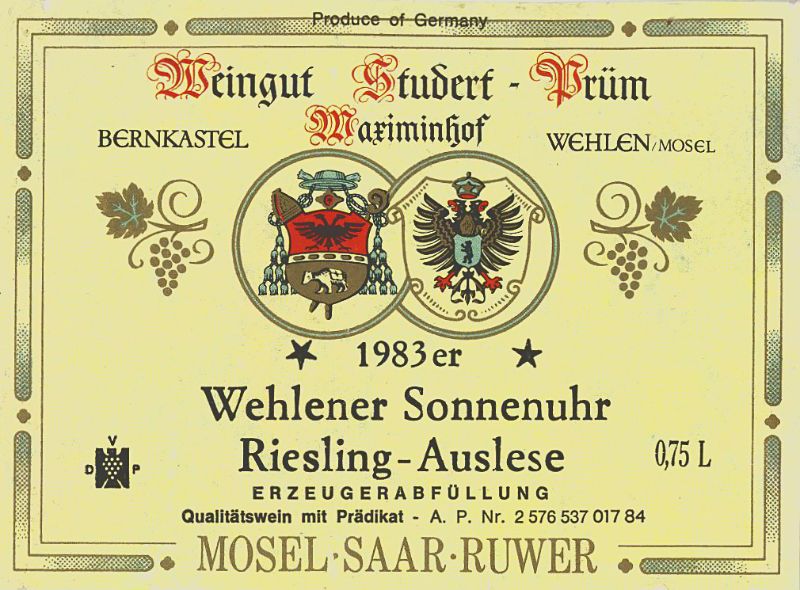 Produce of Germany
Weingut Studert - Prüm
Maximinhof
BERNKASTEL
WEHLEN/MOSEL
1983er
Wehlener Sonnenuhr
Riesling-Auslese
0,75 L
V
D P
ERZEUGERABFÜLLUNG
Qualitätswein mit Prädikat - A. P. Nr. 2 576 537 017 84
MOSEL·SAAR·RUWER